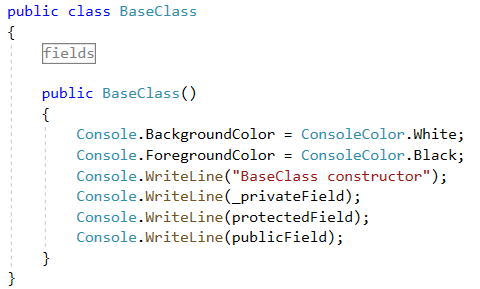 public class BaseClass
{
fields
public BaseClass()
{
Console.BackgroundColor = ConsoleColor.White;
Console.ForegroundColor = ConsoleColor.Black;
Console.WriteLine("BaseClass constructor");
Console.WriteLine(_privateField);
Console.WriteLine(protectedField);
Console.WriteLine(publicField);
}
}